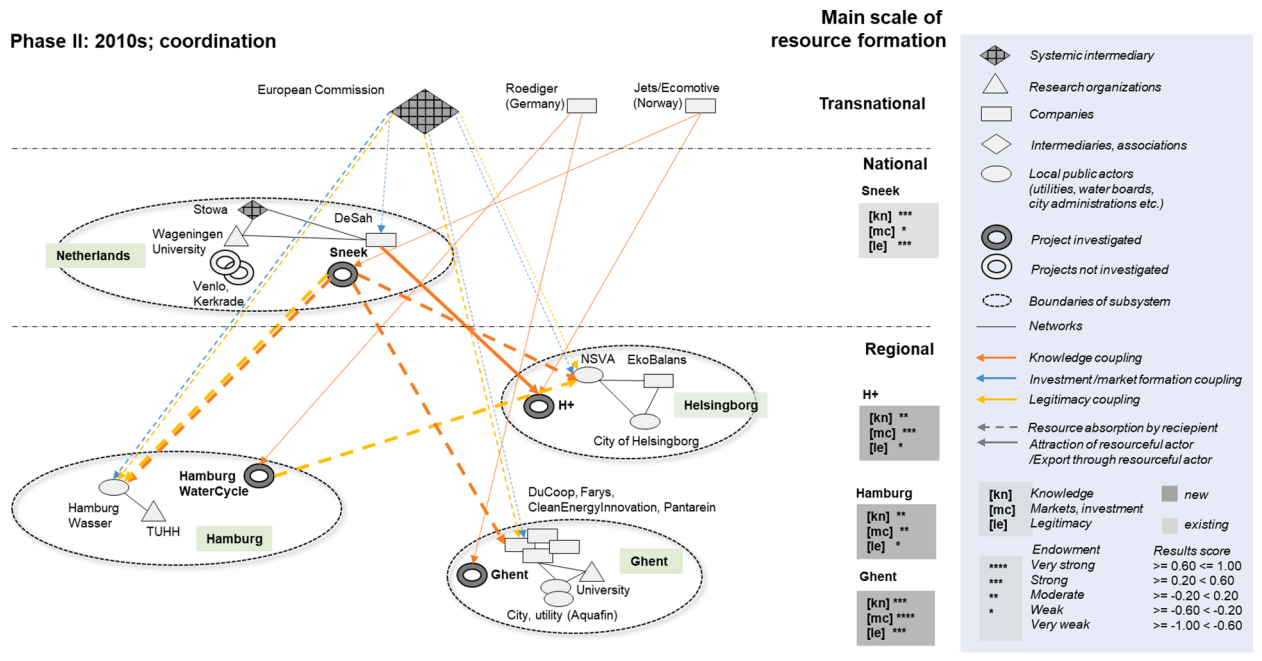 Phase II: 2010s; coordination
Main scale of
resource formation
European Commission
Roediger
(Germany)
Jets/Ecomotive
(Norway)
Transnational
National
Sneek
[kn] ***
[mc] *
[le] ***
Stowa
DeSah
Wageningen
University
Netherlands
Sneek
Venlo,
Kerkrade
Regional
NSVA
EkoBalans
H+
Helsingborg
City of Helsingborg
H+
[kn] **
[mc] ***
[le] *
Hamburg
WaterCycle
Hamburg
Wasser
TUHH
Hamburg
DuCoop, Farys,
CleanEnergyInnovation, Pantarein
Ghent
Ghent
University
City, utility (Aquafin)
Hamburg
[kn] **
[mc] **
[le] *
Ghent
[kn] ***
[mc] ****
[le] ***
Systemic intermediary
Research organizations
Companies
Intermediaries, associations
Local public actors
(utilities, water boards,
city administrations etc.)
Project investigated
Projects not investigated
Boundaries of subsystem
Networks
Knowledge coupling
Investment/market formation coupling
Legitimacy coupling
Resource absorption by reciepient
Attraction of resourceful actor
/Export through resourceful actor
[kn] Knowledge
[mc] Markets, investment
[le] Legitimacy
new
existing
Endowment Results score
**** Very strong >= 0.60 <= 1.00
*** Strong >= 0.20 < 0.60
** Moderate >= -0.20 < 0.20
* Weak >= -0.60 < -0.20
Very weak >= -1.00 < -0.60